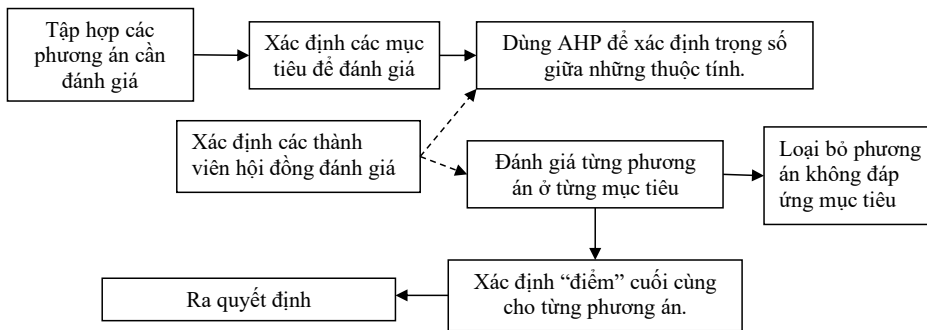 Tập hợp các
phương án cần
đánh giá
Xác định các mục
tiêu để đánh giá
Dùng AHP để xác định trọng số
giữa những thuộc tính.
Xác định các thành
viên hội đồng đánh giá
Đánh giá từng phương
án ở từng mục tiêu
Loại bỏ phương
án không đáp
ứng mục tiêu
Xác định “điểm” cuối cùng
cho từng phương án.
Ra quyết định